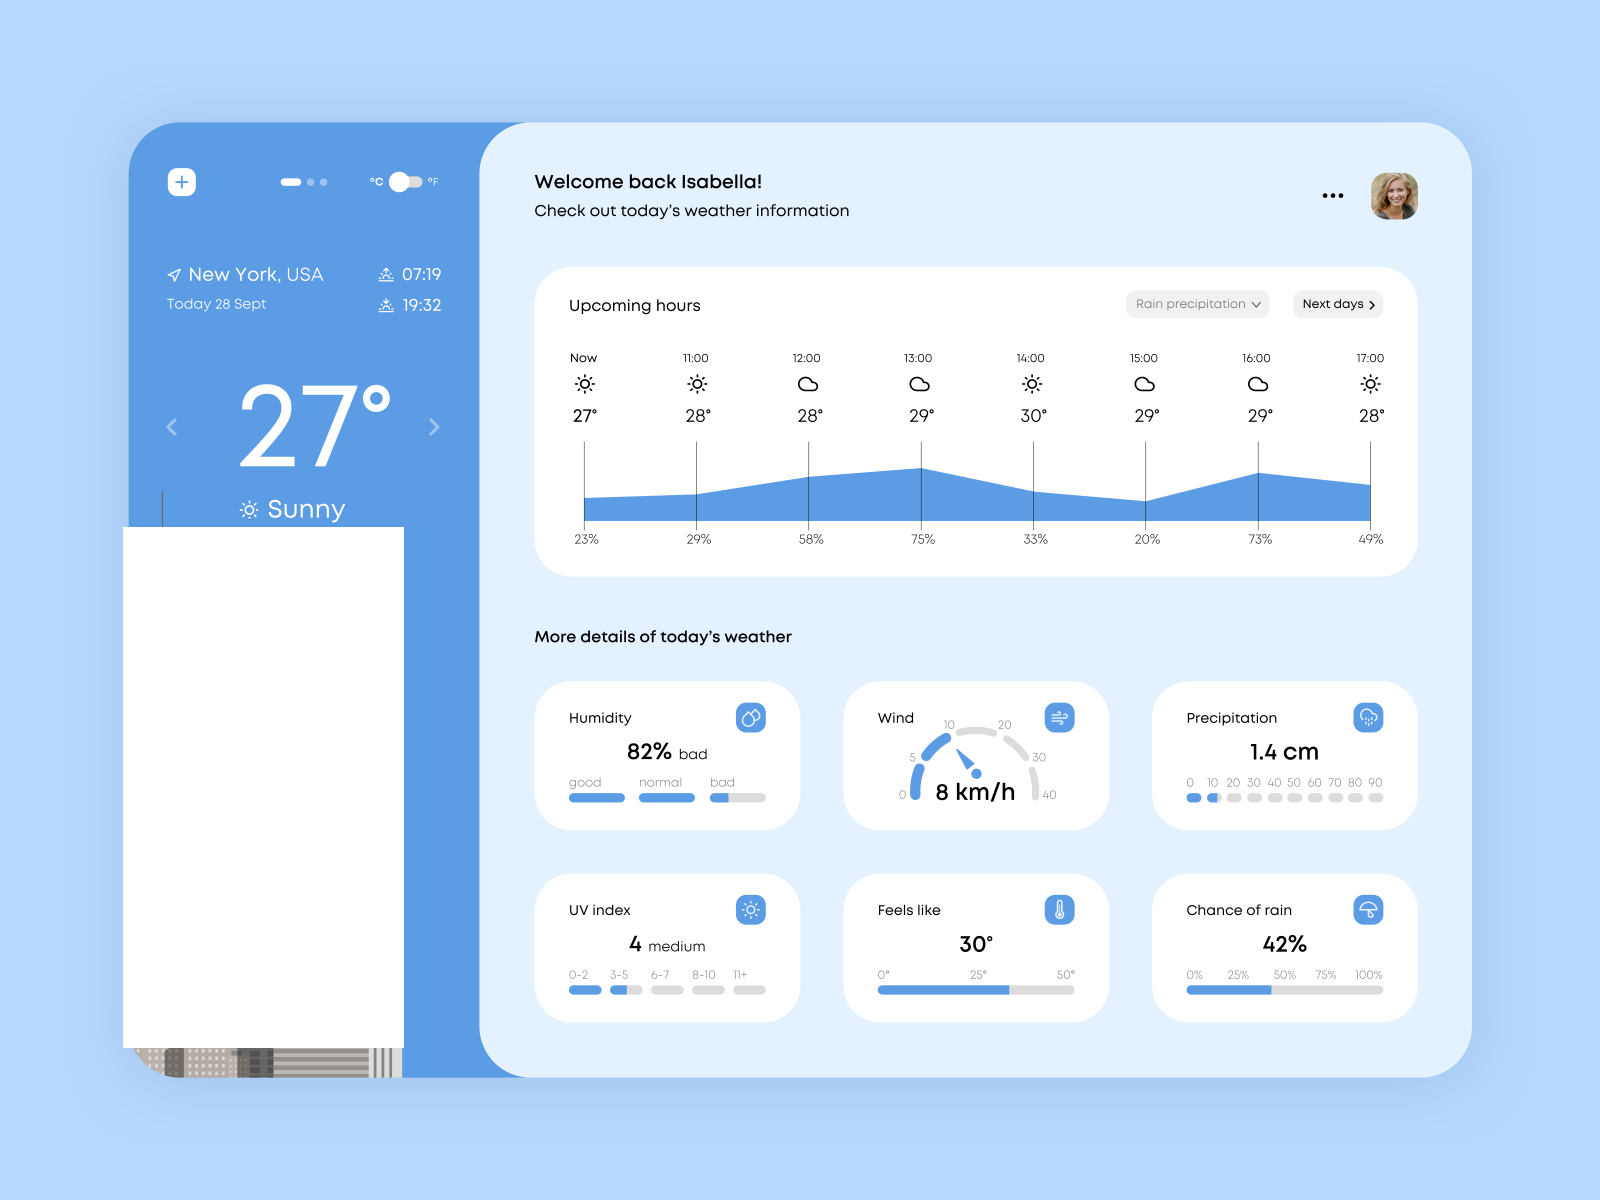 °C °F
New York, USA 07:19
Today 28 Sept 19:32
27°
Sunny
Welcome back Isabella!
Check out today's weather information
Upcoming hours Rain precipitation Next days
Now 11:00 12:00 13:00 14:00 15:00 16:00 17:00
27° 28° 28° 29° 30° 29° 29° 28°
23% 29% 58% 75% 33% 20% 73% 49%
More details of today's weather
Humidity
82% bad
good normal bad
Wind
0 5 10 20 30 40
8 km/h
Precipitation
1.4 cm
0 10 20 30 40 50 60 70 80 90
UV index
4 medium
0-2 3-5 6-7 8-10 11+
Feels like
30°
0° 25° 50°
Chance of rain
42%
0% 25% 50% 75% 100%